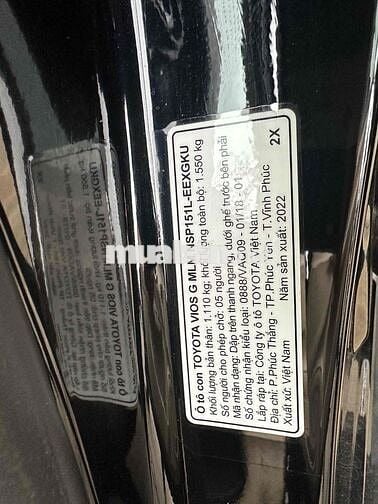 Ô tô con TOYOTA VIOS G MLM NSP151L-EEXGKU
Khối lượng bản thân: 1.110 kg; khối lượng toàn bộ: 1.550 kg
Số người cho phép chở: 05 người
Mã nhận dạng: Dập trên thanh ngang, dưới ghế trước bên phải
Số chứng nhận kiểu loại: 0888/VAQ09 - 01/18 - 01
Lắp ráp tại: Công ty ô tô TOYOTA Việt Nam
Địa chỉ: P.Phúc Thắng - TP.Phúc Yên - T.Vĩnh Phúc
Xuất xứ: Việt Nam Năm sản xuất: 2022
2X